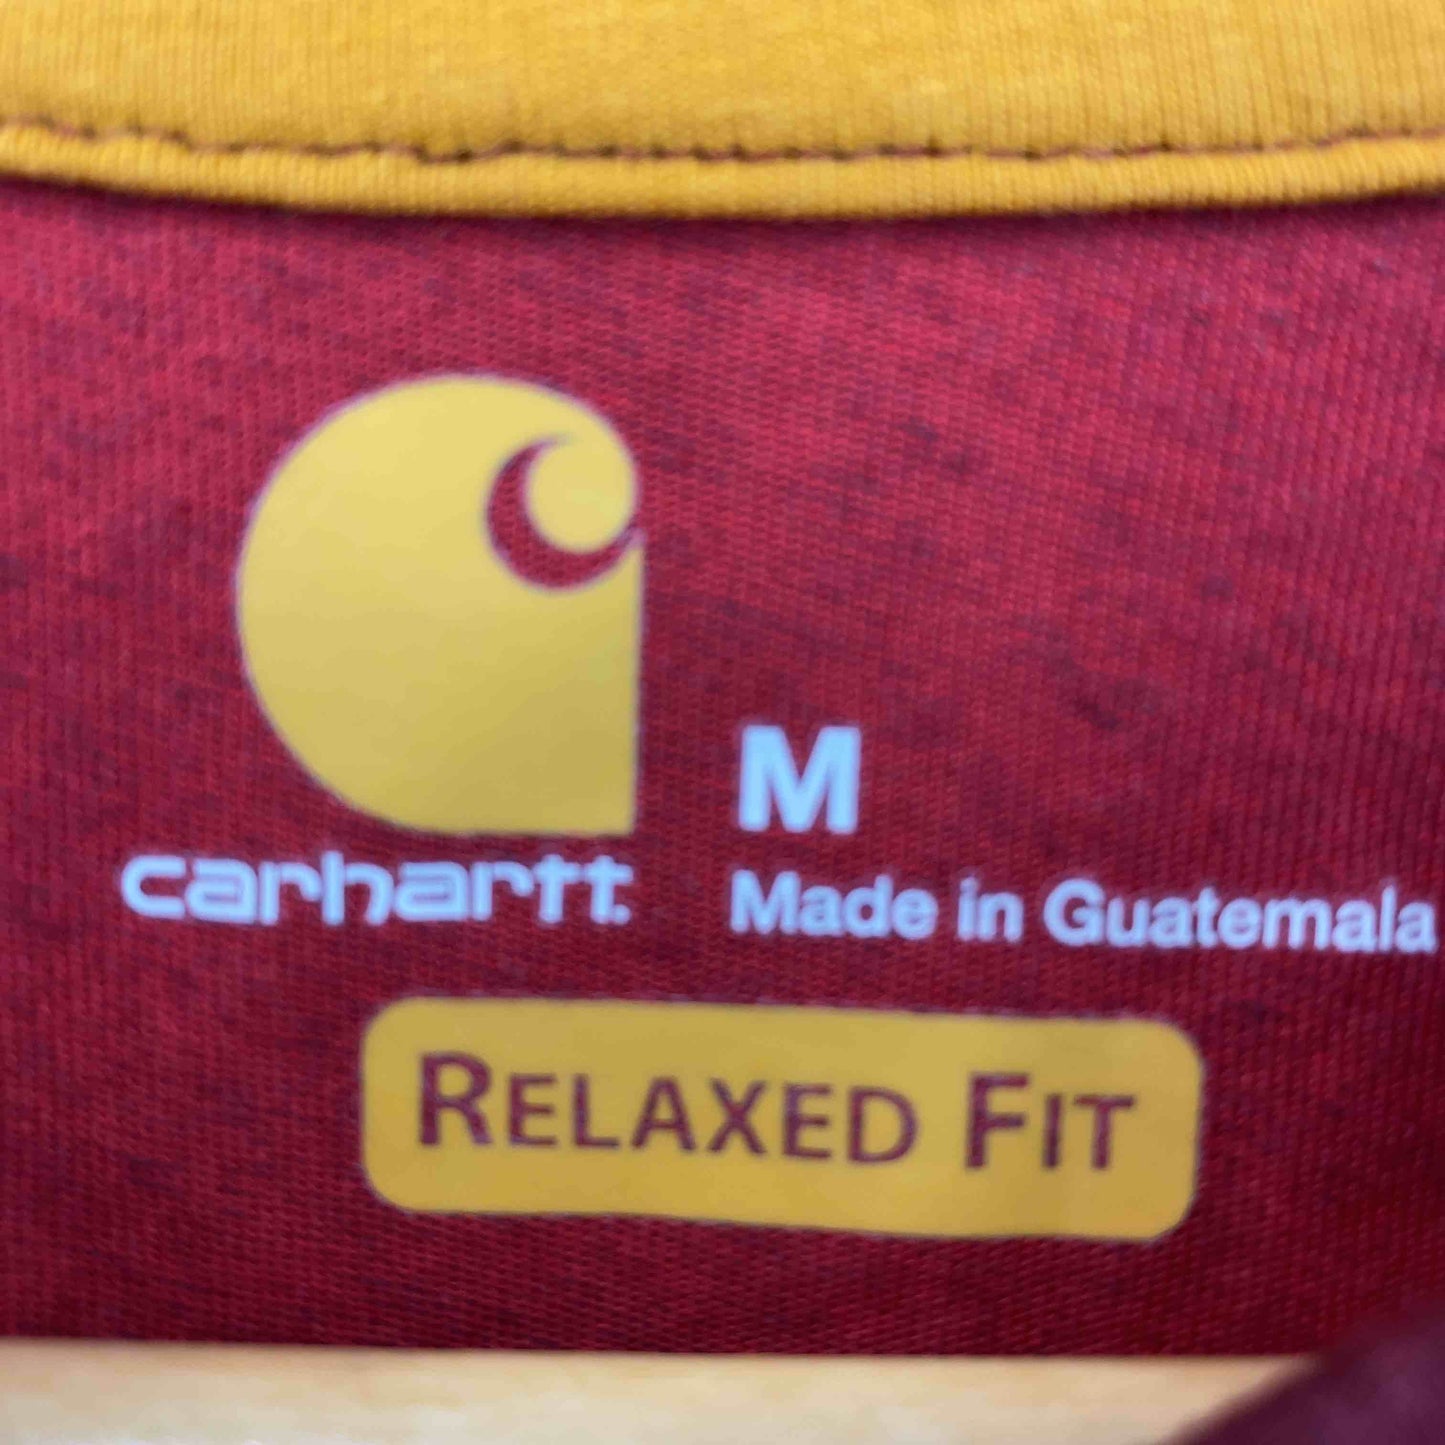 M
carhartt
Made in Guatemala
RELAXED FIT